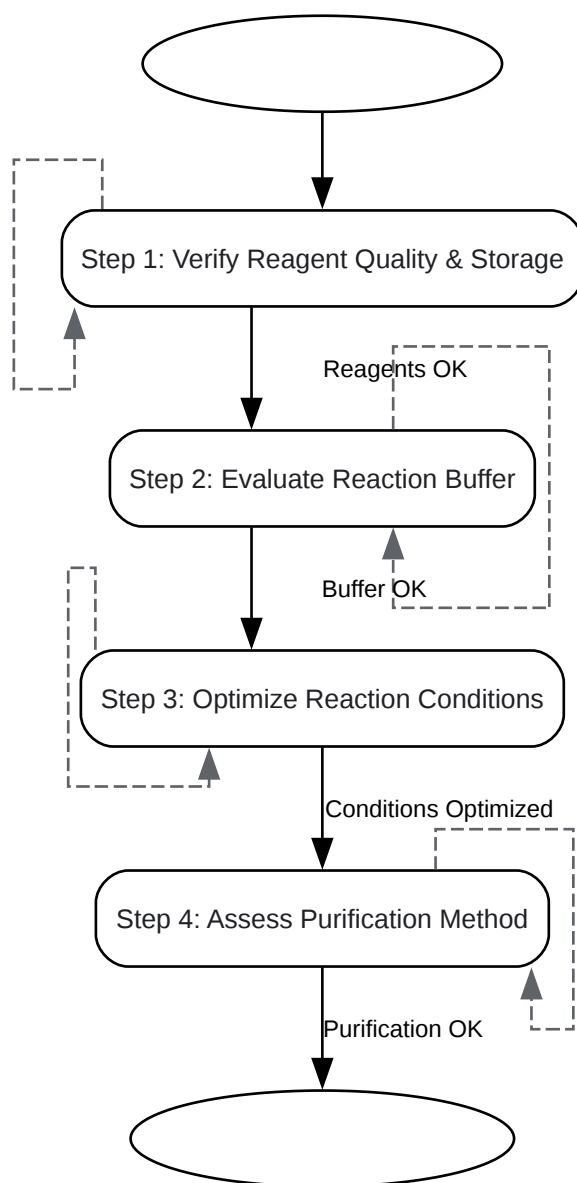 Step 1: Verify Reagent Quality & Storage
Reagents OK
Step 2: Evaluate Reaction Buffer
Buffer OK
Step 3: Optimize Reaction Conditions
Conditions Optimized
Step 4: Assess Purification Method
Purification OK